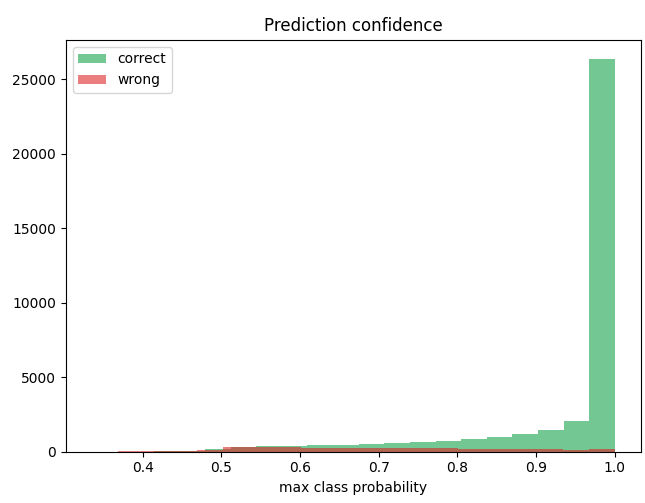 Prediction confidence
correct
wrong
25000
20000
15000
10000
5000
0
0.4 0.5 0.6 0.7 0.8 0.9 1.0
max class probability